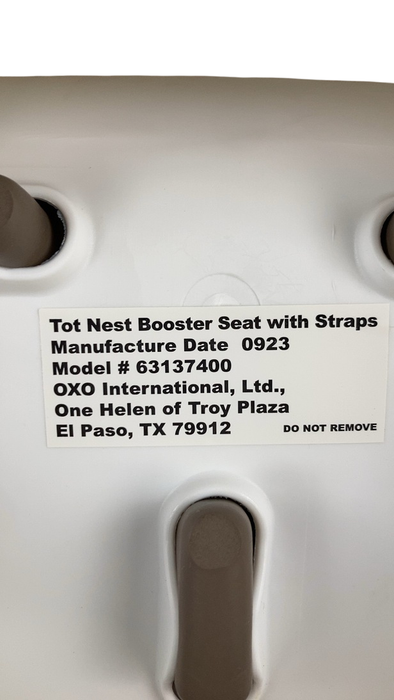 Tot Nest Booster Seat with Straps
Manufacture Date 0923
Model # 63137400
OXO International, Ltd.,
One Helen of Troy Plaza
El Paso, TX 79912
DO NOT REMOVE